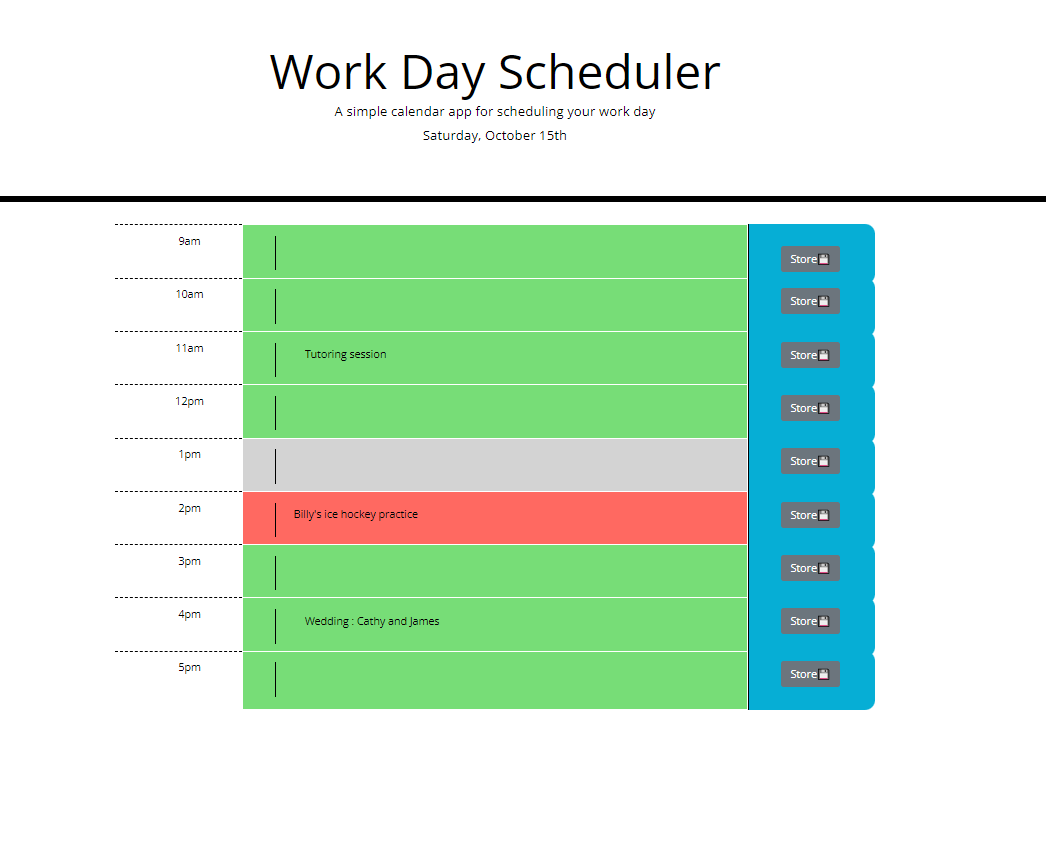 Work Day Scheduler
A simple calendar app for scheduling your work day
Saturday, October 15th
9am Store💾
10am Store💾
11am Tutoring session Store💾
12pm Store💾
1pm Store💾
2pm Billy's ice hockey practice Store💾
3pm Store💾
4pm Wedding : Cathy and James Store💾
5pm Store💾